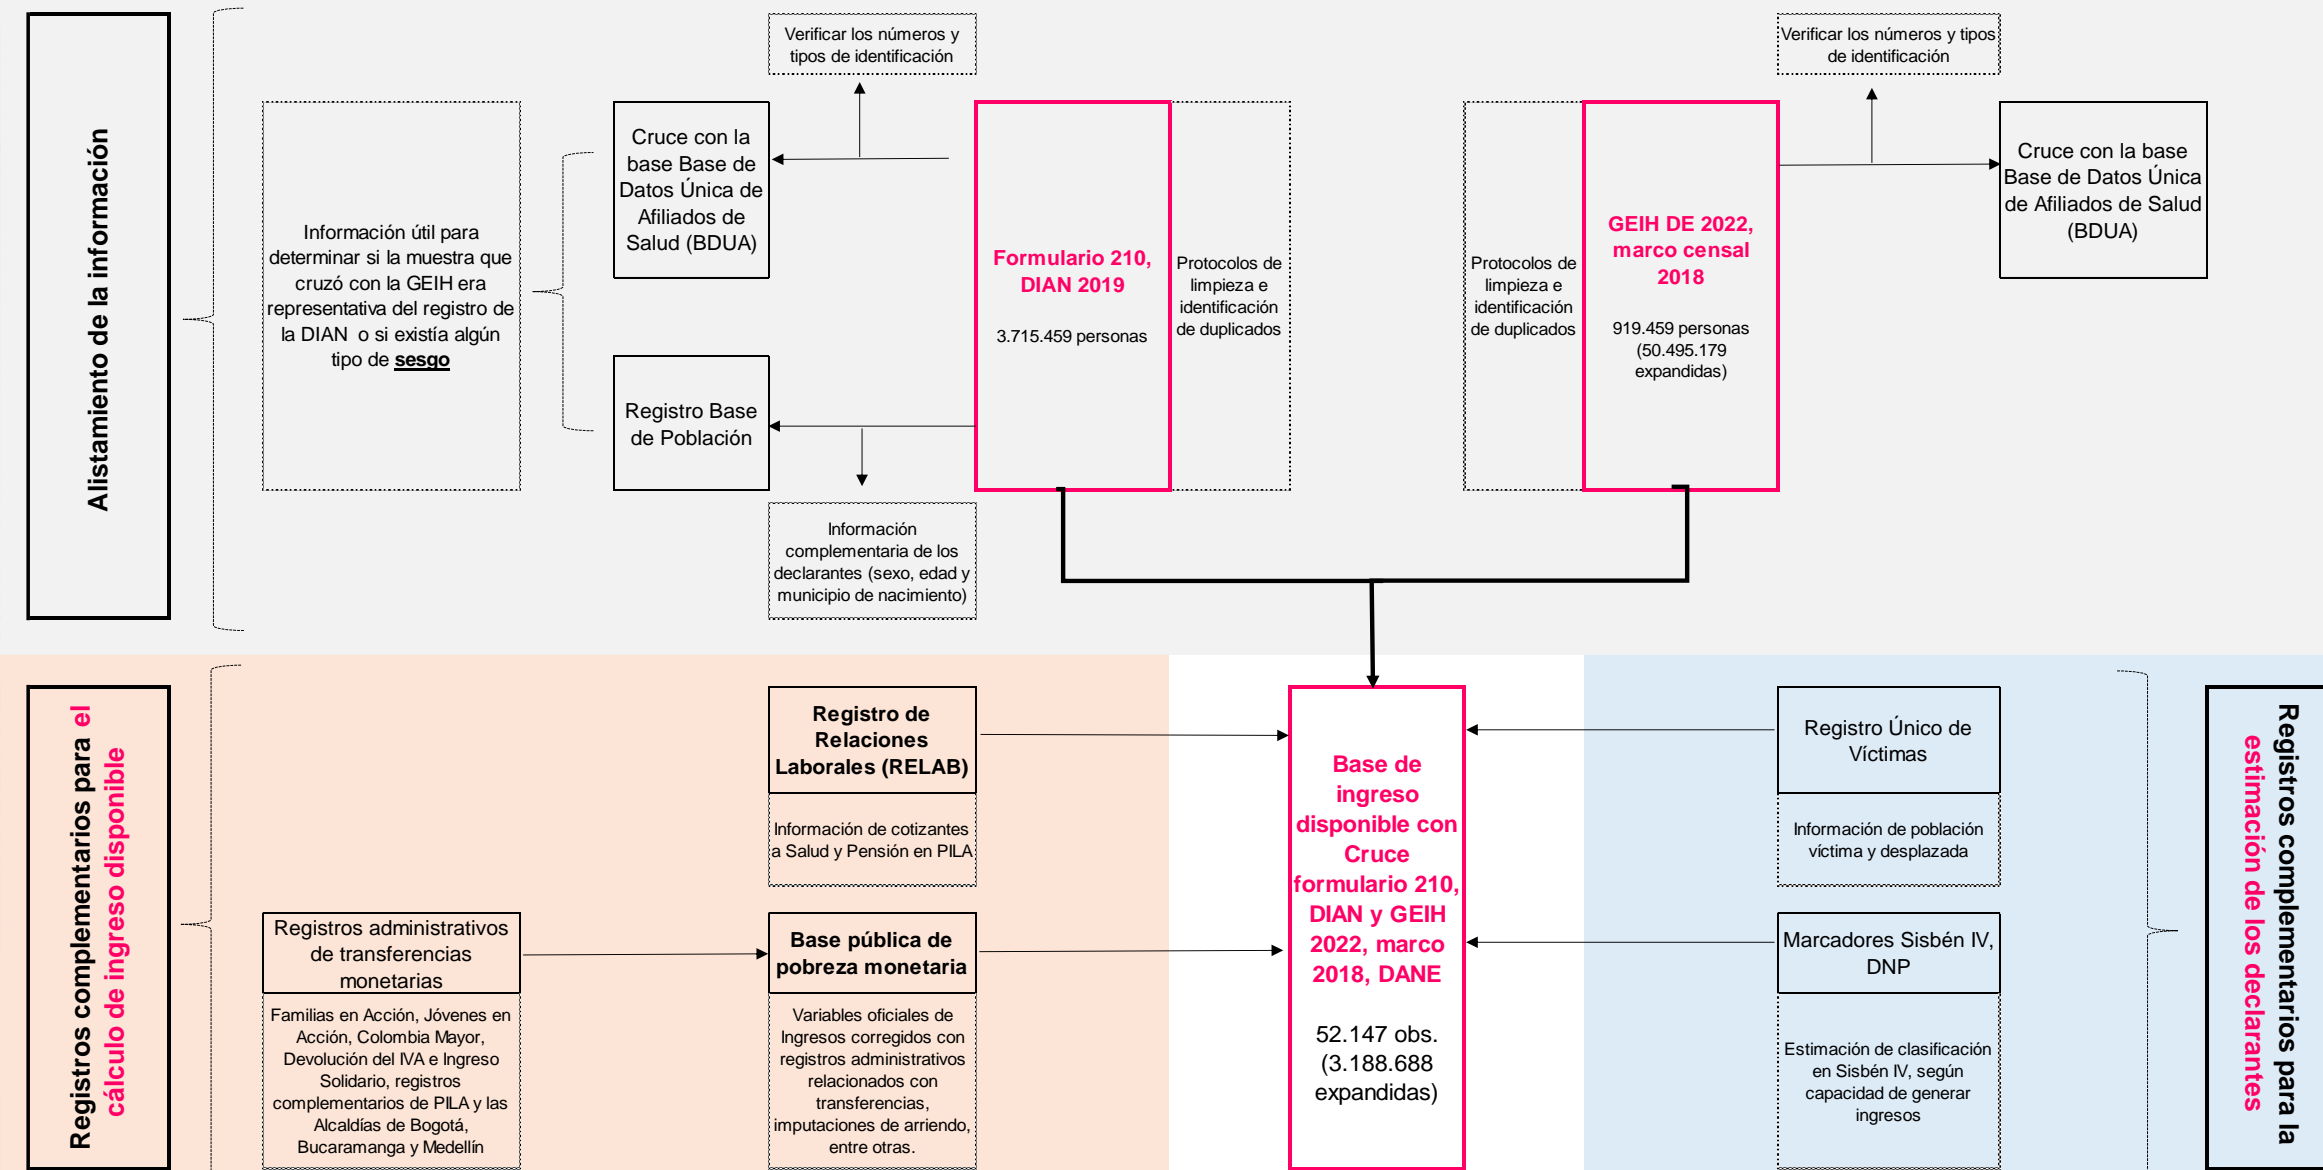 Alistamiento de la información
Información útil para
determinar si la muestra que
cruzó con la GEIH era
representativa del registro de
la DIAN o si existía algún
tipo de sesgo
Verificar los números y
tipos de identificación
Cruce con la
base Base de
Datos Única de
Afiliados de
Salud (BDUA)
Registro Base
de Población
Información
complementaria de los
declarantes (sexo, edad y
municipio de nacimiento)
Formulario 210,
DIAN 2019
3.715.459 personas
Protocolos de
limpieza e
identificación
de duplicados
Protocolos de
limpieza e
identificación
de duplicados
GEIH DE 2022,
marco censal
2018
919.459 personas
(50.495.179
expandidas)
Verificar los números y tipos
de identificación
Cruce con la base
Base de Datos Única
de Afiliados de Salud
(BDUA)
Registros complementarios para el
cálculo de ingreso disponible
Registro de
Relaciones
Laborales (RELAB)
Información de cotizantes
a Salud y Pensión en PILA
Registros administrativos
de transferencias
monetarias
Familias en Acción, Jóvenes en
Acción, Colombia Mayor,
Devolución del IVA e Ingreso
Solidario, registros
complementarios de PILA y las
Alcaldías de Bogotá,
Bucaramanga y Medellín
Base pública de
pobreza monetaria
Variables oficiales de
Ingresos corregidos con
registros administrativos
relacionados con
transferencias,
imputaciones de arriendo,
entre otras.
Base de
ingreso
disponible con
Cruce
formulario 210,
DIAN y GEIH
2022, marco
2018, DANE
52.147 obs.
(3.188.688
expandidas)
Registro Único de
Víctimas
Información de población
víctima y desplazada
Marcadores Sisbén IV,
DNP
Estimación de clasificación
en Sisbén IV, según
capacidad de generar
ingresos
Registros complementarios para la
estimación de los declarantes